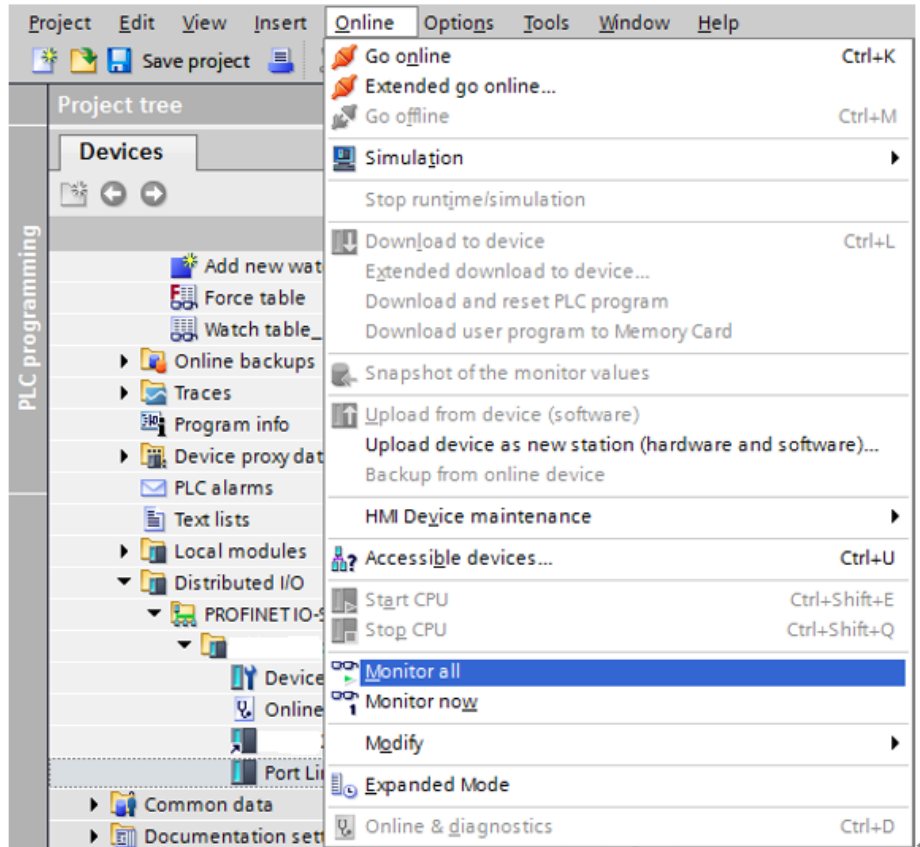 Project Edit View Insert Online Options Tools Window Help
Save project
Project tree
Devices
PLC programming
Add new wat
Force table
Watch table_
Online backups
Traces
Program info
Device proxy dat
PLC alarms
Text lists
Local modules
Distributed I/O
PROFINET IO-S
Device
Online
Port Li
Common data
Documentation sett
Go online Ctrl+K
Extended go online...
Go offline Ctrl+M
Simulation
Stop runtime/simulation
Download to device Ctrl+L
Extended download to device...
Download and reset PLC program
Download user program to Memory Card
Snapshot of the monitor values
Upload from device (software)
Upload device as new station (hardware and software)...
Backup from online device
HMI Device maintenance
Accessible devices... Ctrl+U
Start CPU Ctrl+Shift+E
Stop CPU Ctrl+Shift+Q
Monitor all
Monitor now
Modify
Expanded Mode
Online & diagnostics Ctrl+D